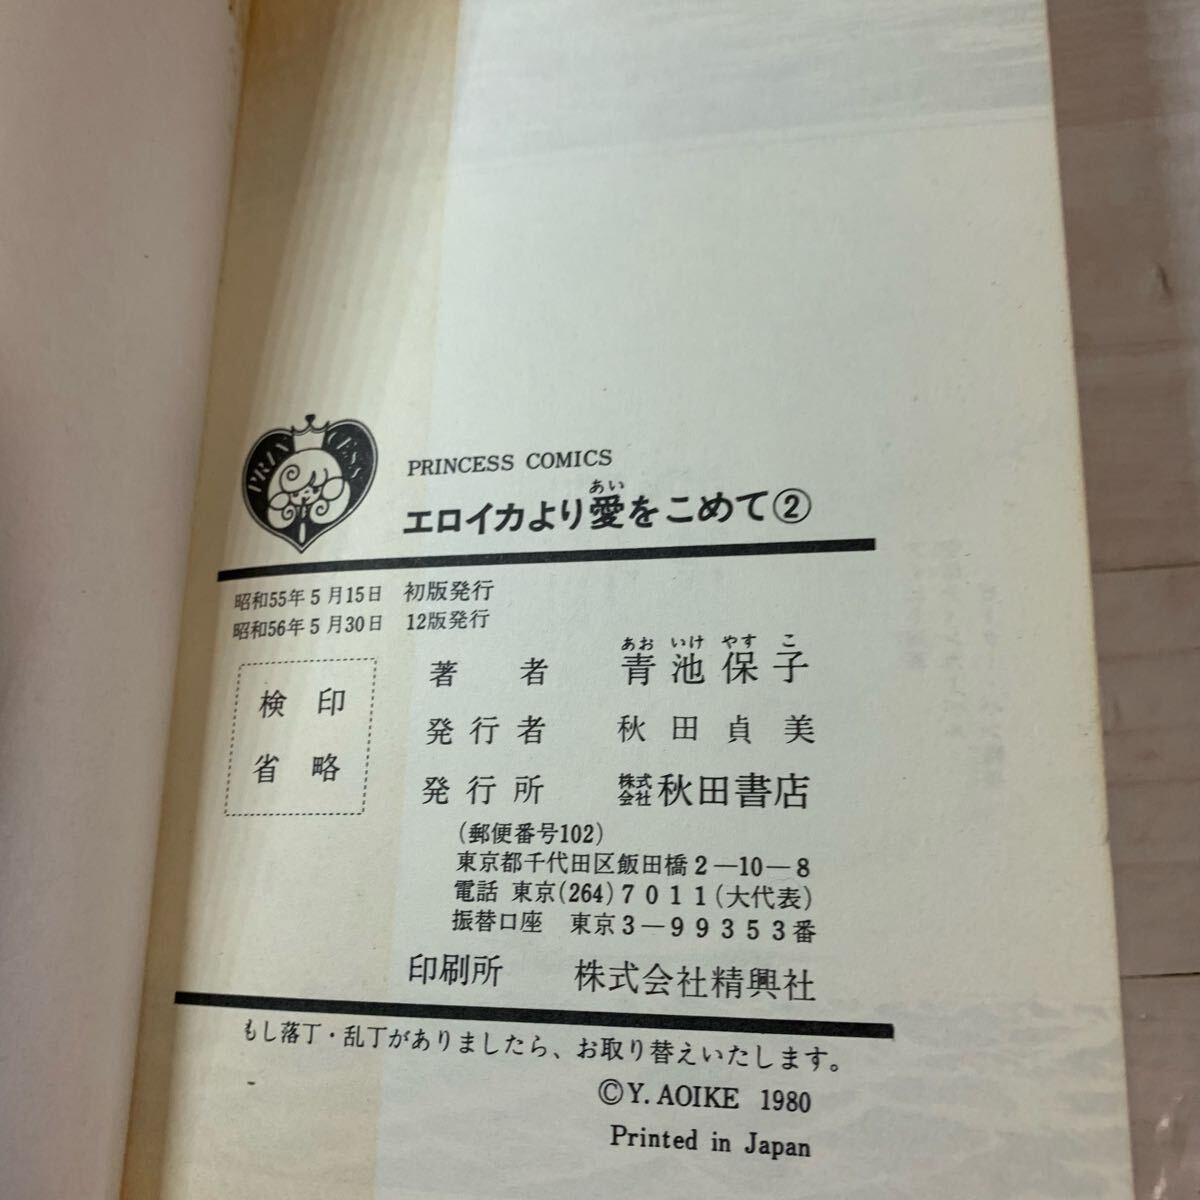 PRINCESS
PRINCESS COMICS
あい
エロイカより愛をこめて②
昭和55年5月15日 初版発行
昭和56年5月30日 12版発行
検印
省略
あおいけやすこ
著者 青池保子
発行者 秋田貞美
発行所 株式会社秋田書店
(郵便番号102)
東京都千代田区飯田橋2—10—8
電話 東京(264)7011(大代表)
振替口座 東京3—99353番
印刷所 株式会社精興社
もし落丁・乱丁がありましたら、お取り替えいたします。
©Y. AOIKE 1980
Printed in Japan